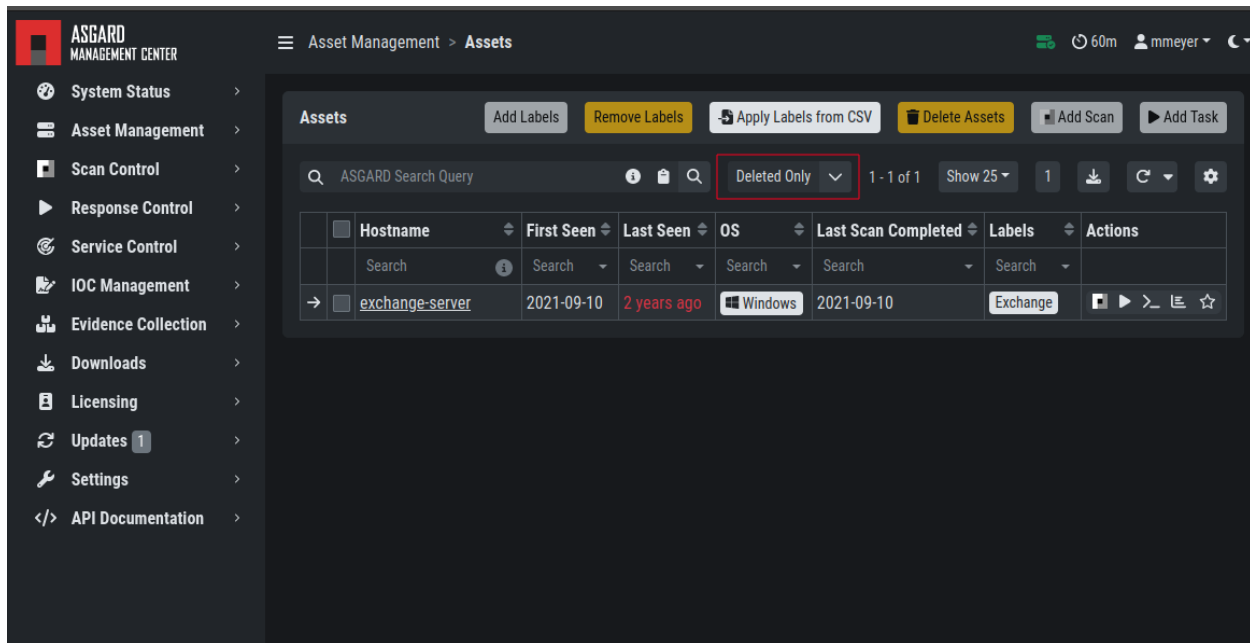 ASGARD
MANAGEMENT CENTER
Asset Management > Assets
60m
mmeyer
System Status
Asset Management
Scan Control
Response Control
Service Control
IOC Management
Evidence Collection
Downloads
Licensing
Updates 1
Settings
</> API Documentation
Assets
Add Labels
Remove Labels
Apply Labels from CSV
Delete Assets
Add Scan
Add Task
ASGARD Search Query
Deleted Only
1 - 1 of 1
Show 25
1
Hostname First Seen Last Seen OS Last Scan Completed Labels Actions
Search Search Search Search Search Search
exchange-server 2021-09-10 2 years ago Windows 2021-09-10 Exchange